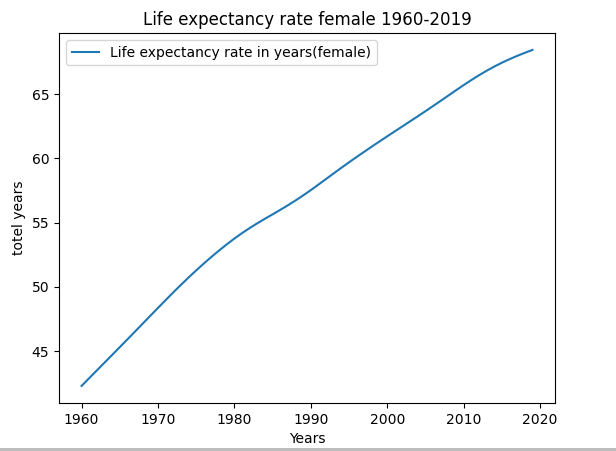 Life expectancy rate female 1960-2019
Life expectancy rate in years(female)
65
60
55
50
45
totel years
1960 1970 1980 1990 2000 2010 2020
Years